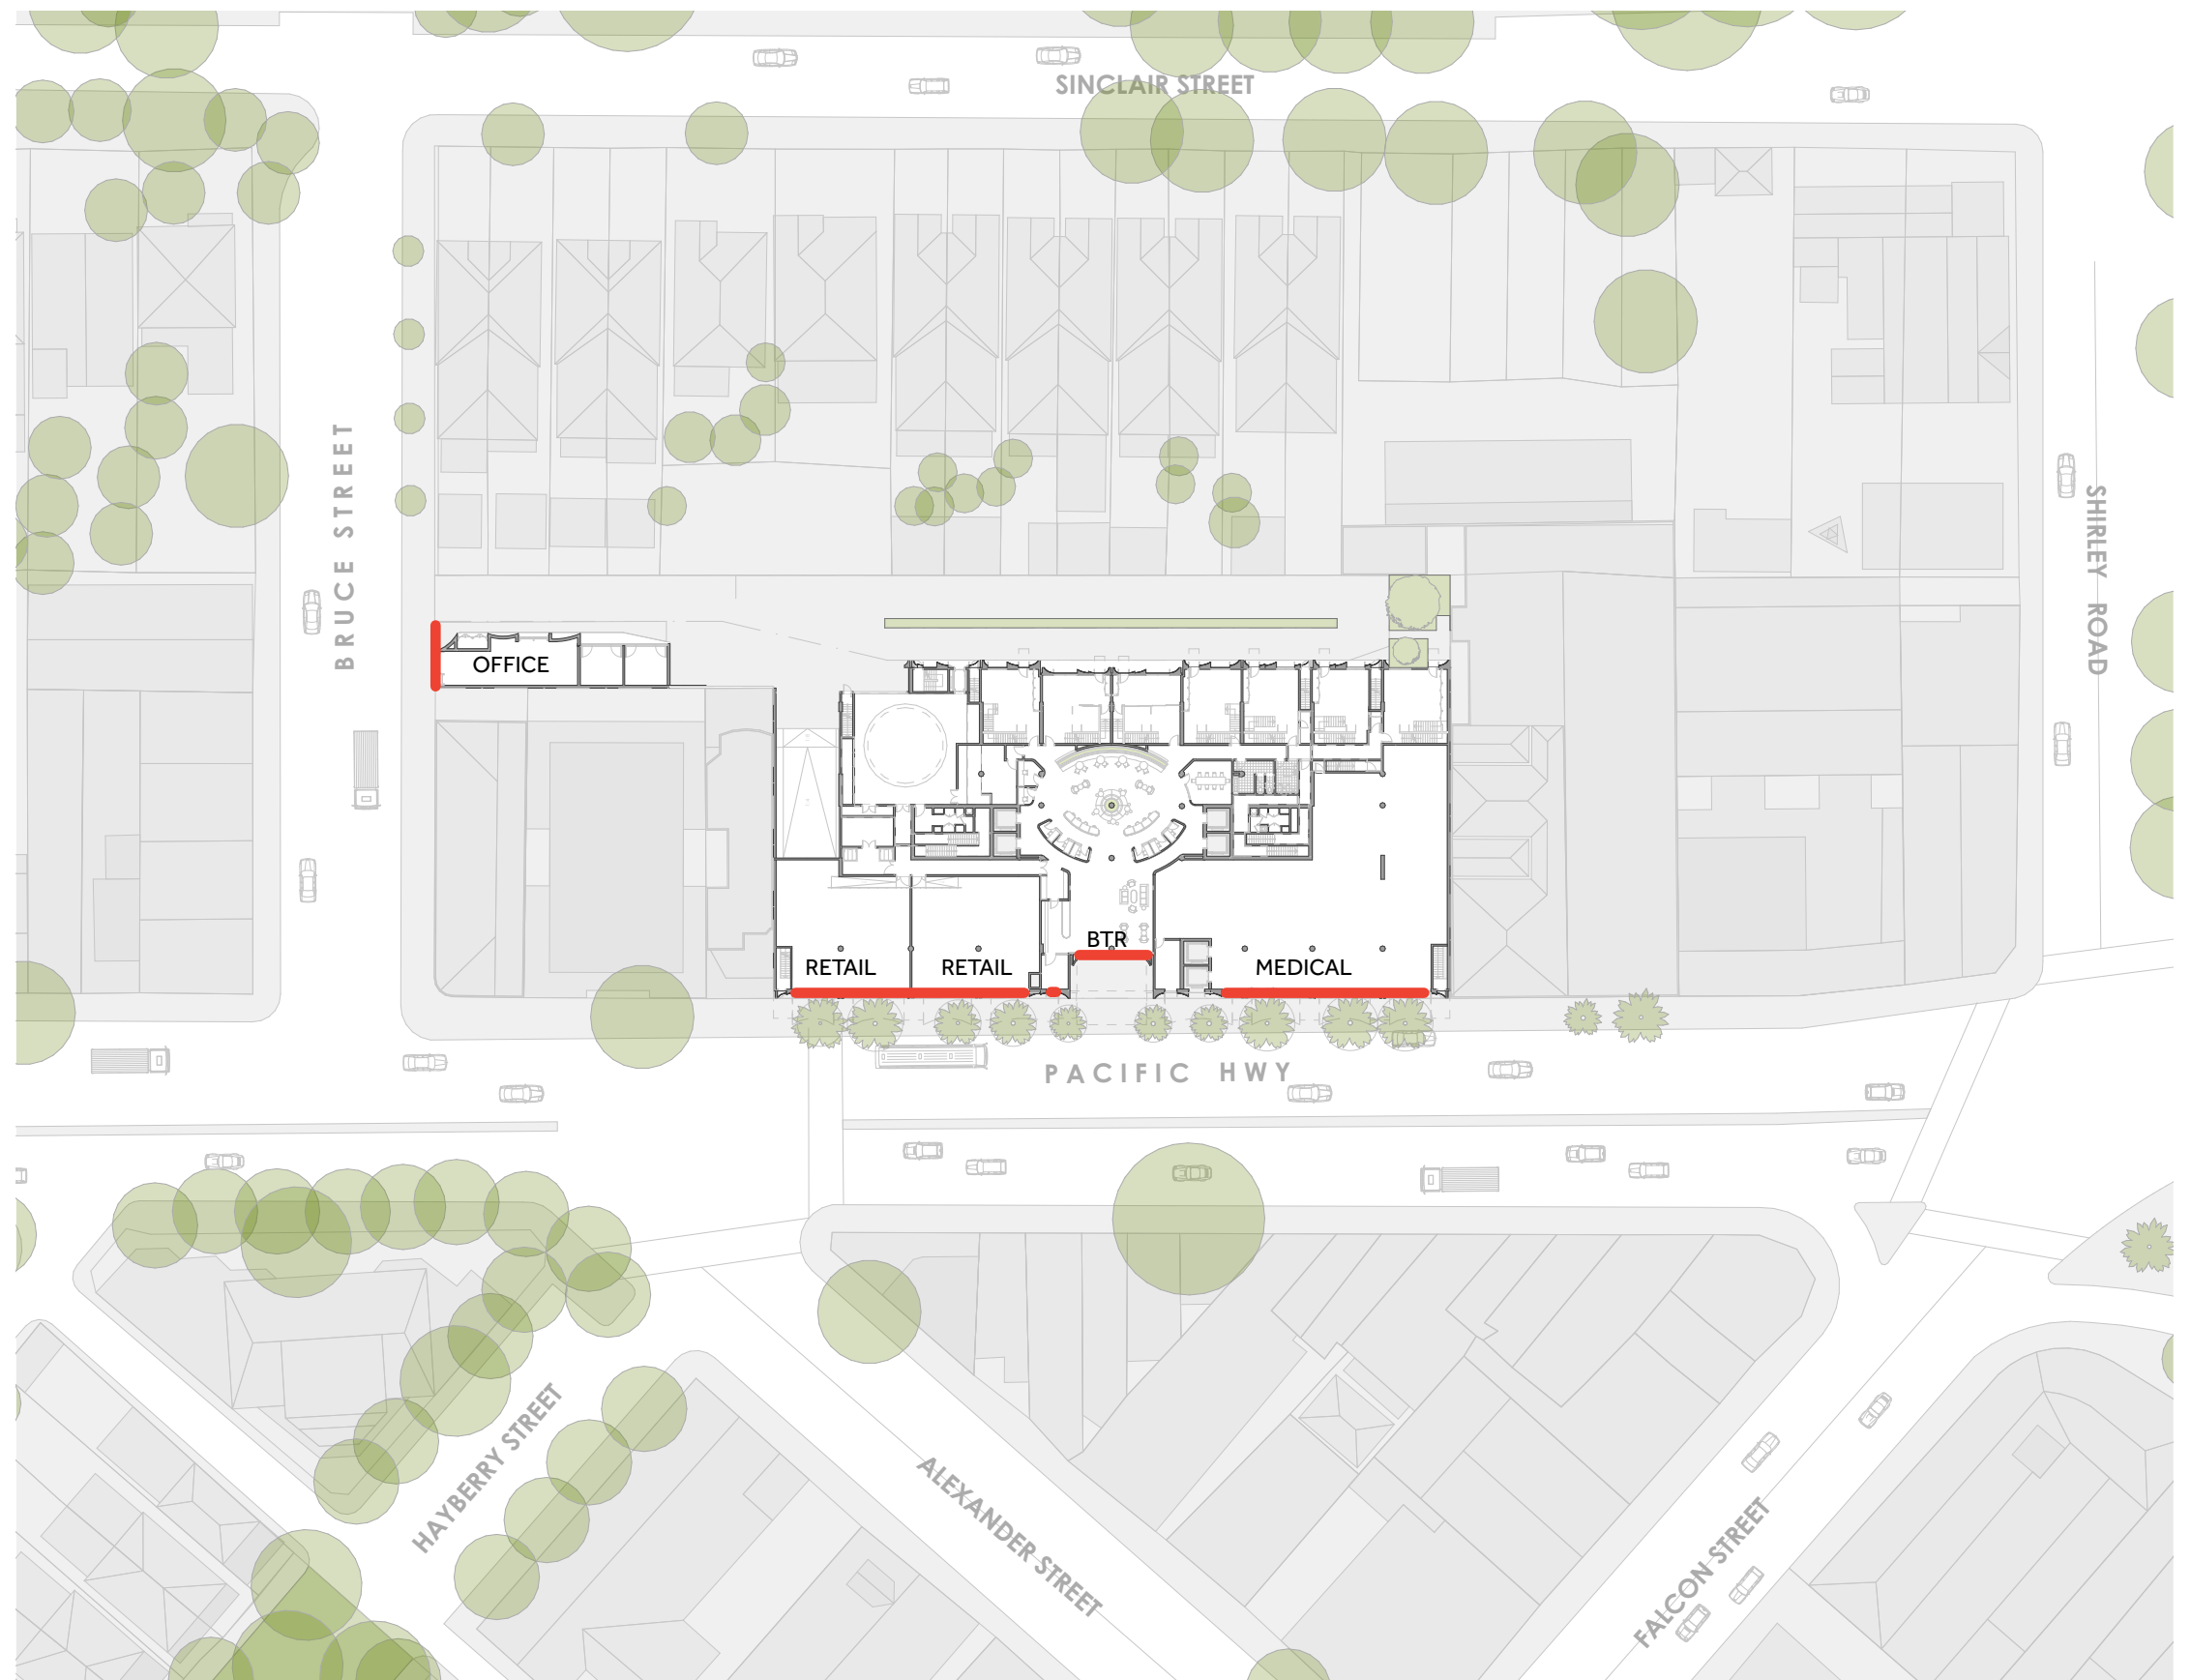 SINCLAIR STREET
BRUCE STREET
SHIRLEY ROAD
OFFICE
BTR
RETAIL
RETAIL
MEDICAL
PACIFIC HWY
HAYBERRY STREET
ALEXANDER STREET
FALCON STREET